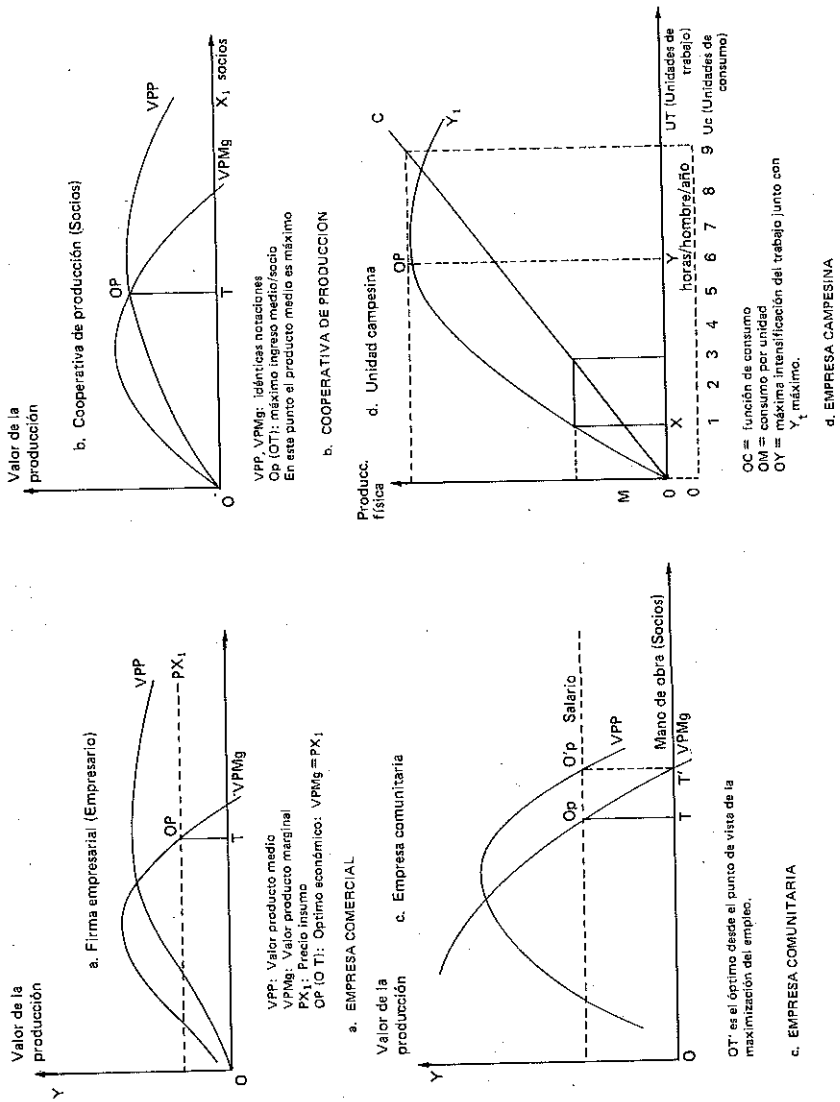 Valor de la
producción
Y
a. Firma empresarial (Empresario)
VPP
PX₁
OP
VPMg
T
O
VPP: Valor producto medio
VPMg: Valor producto marginal
PX₁: Precio insumo
OP (O T): Optimo económico: VPMg = PX₁
a. EMPRESA COMERCIAL
Valor de la
producción
b. Cooperativa de producción (Socios)
OP
VPP
X₁ socios
VPMg
T
O
VPP, VPMg: idénticas notaciones
Op (OT): máximo ingreso medio/socio
En este punto el producto medio es máximo
b. COOPERATIVA DE PRODUCCION
Valor de la
producción
Y
c. Empresa comunitaria
Op
O'p
Salario
VPP
Mano de obra (Socios)
T
T'
VPMg
O
OT' es el óptimo desde el punto de vista de la
maximización del empleo.
c. EMPRESA COMUNITARIA
Producc.
física
d. Unidad campesina
OP
C
Y₁
M
X
Y
UT (Unidades de
trabajo)
horas/hombre/año
0
0
1 2 3 4 5 6 7 8 9
Uc (Unidades de
consumo)
OC = función de consumo
OM = consumo por unidad
OY = máxima intensificación del trabajo junto con
Yₜ máximo.
d. EMPRESA CAMPESINA